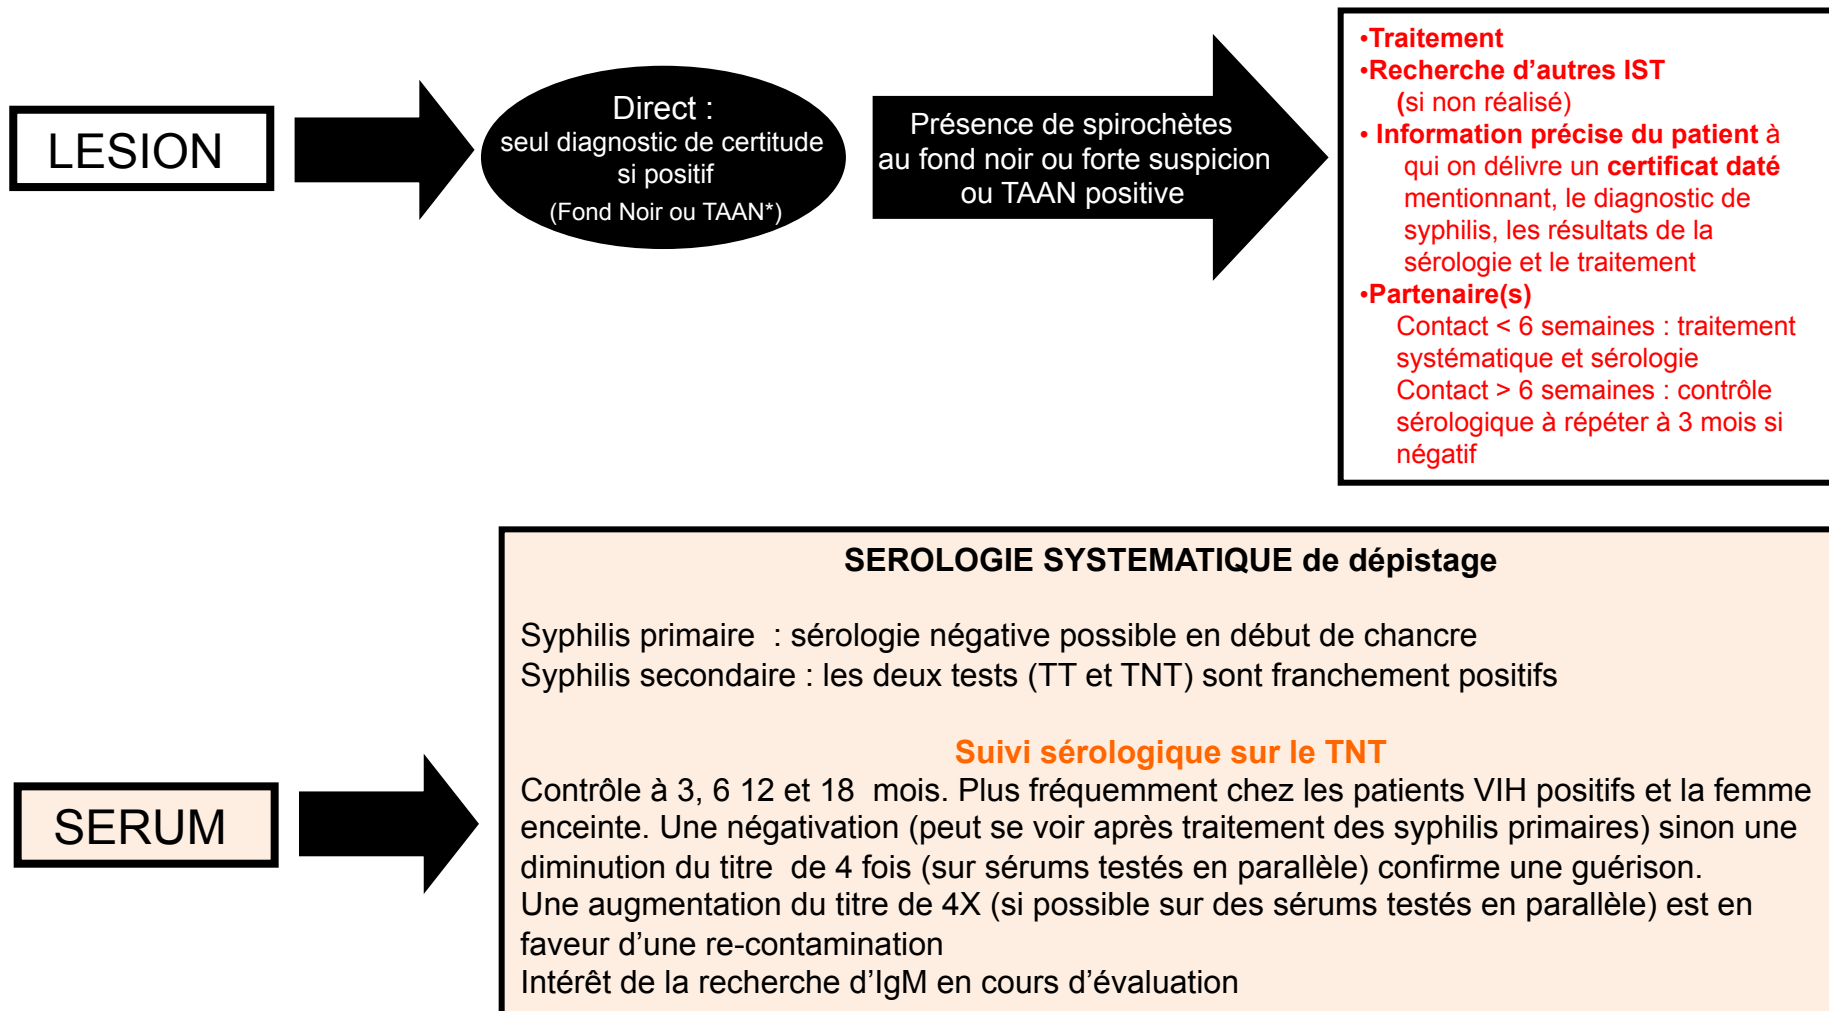 LESION
Direct :
seul diagnostic de certitude
si positif
(Fond Noir ou TAAN*)
Présence de spirochètes
au fond noir ou forte suspicion
ou TAAN positive
•Traitement
•Recherche d'autres IST
(si non réalisé)
• Information précise du patient à
qui on délivre un certificat daté
mentionnant, le diagnostic de
syphilis, les résultats de la
sérologie et le traitement
•Partenaire(s)
Contact < 6 semaines : traitement
systématique et sérologie
Contact > 6 semaines : contrôle
sérologique à répéter à 3 mois si
négatif
SERUM
SEROLOGIE SYSTEMATIQUE de dépistage
Syphilis primaire : sérologie négative possible en début de chancre
Syphilis secondaire : les deux tests (TT et TNT) sont franchement positifs
Suivi sérologique sur le TNT
Contrôle à 3, 6 12 et 18 mois. Plus fréquemment chez les patients VIH positifs et la femme
enceinte. Une négativation (peut se voir après traitement des syphilis primaires) sinon une
diminution du titre de 4 fois (sur sérums testés en parallèle) confirme une guérison.
Une augmentation du titre de 4X (si possible sur des sérums testés en parallèle) est en
faveur d'une re-contamination
Intérêt de la recherche d'IgM en cours d'évaluation